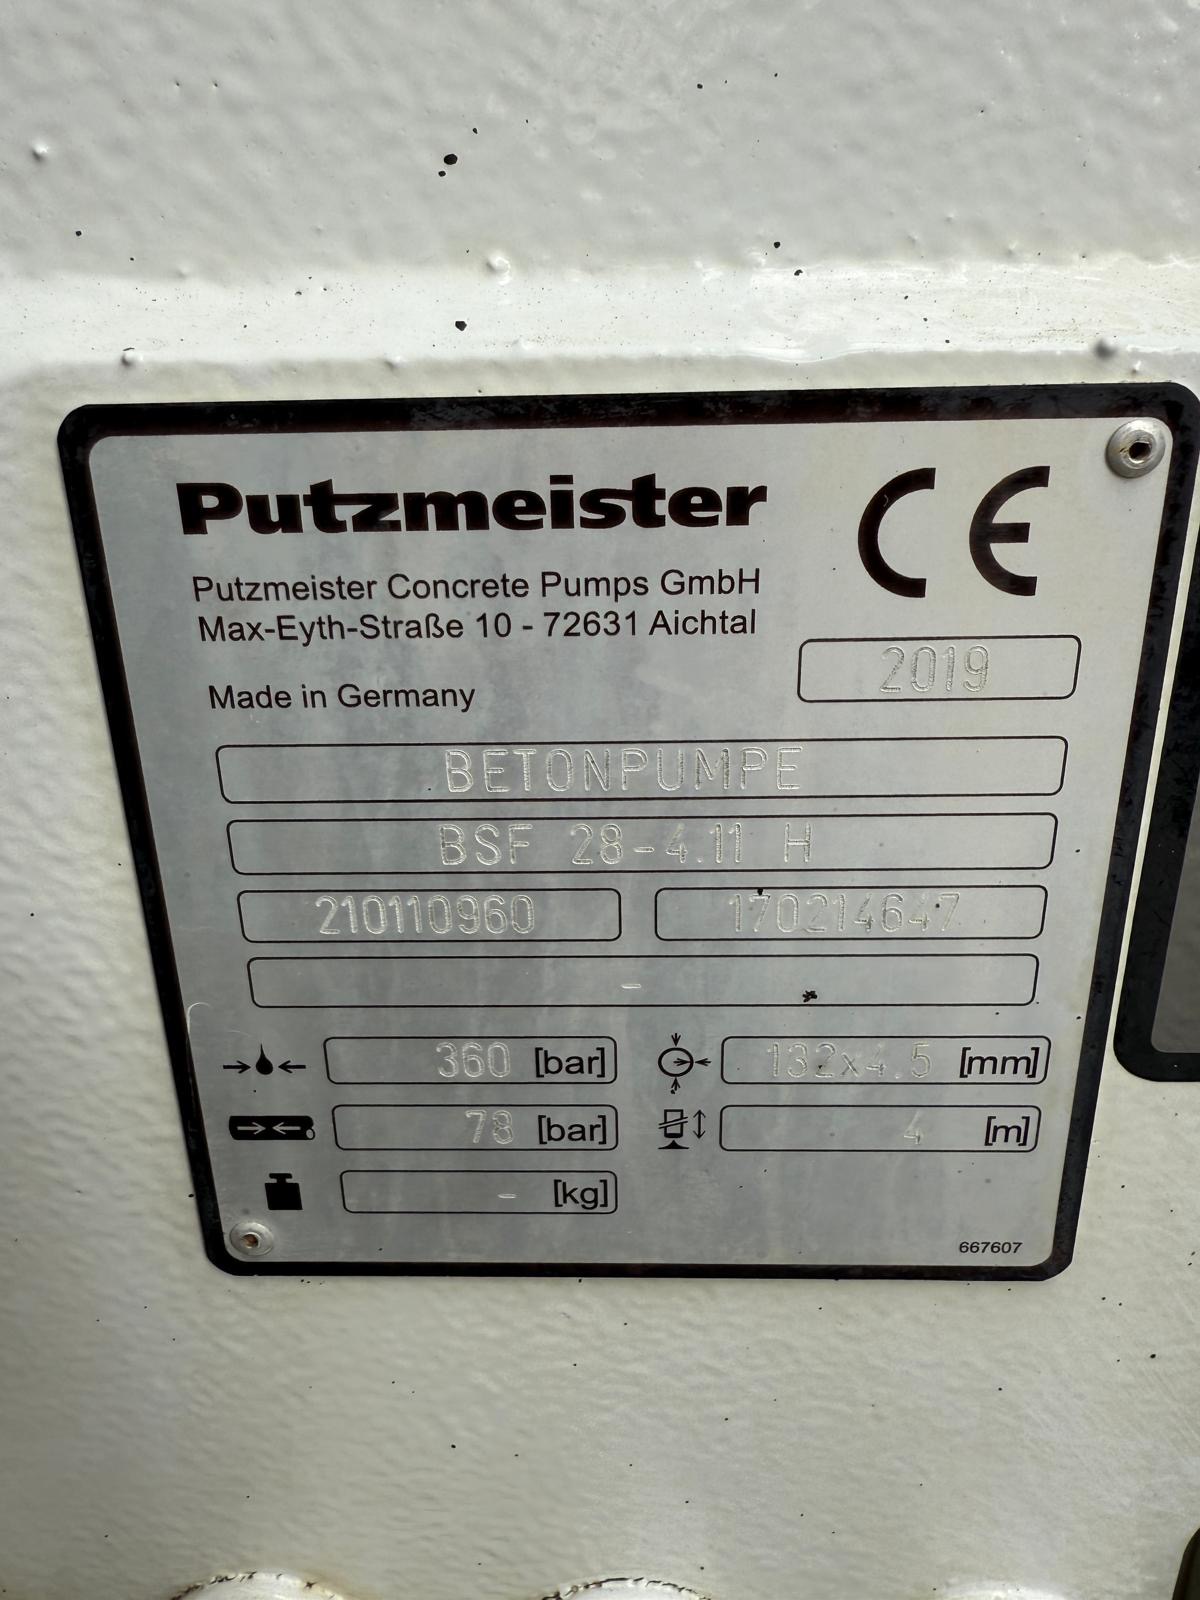 Putzmeister
CE
Putzmeister Concrete Pumps GmbH
Max-Eyth-Straße 10 - 72631 Aichtal
2019
Made in Germany
BETONPUMPE
BSF 28-4.11 H
210110960 170214647
-
360 [bar] 132x4.5 [mm]
78 [bar] 4 [m]
- [kg]
667607